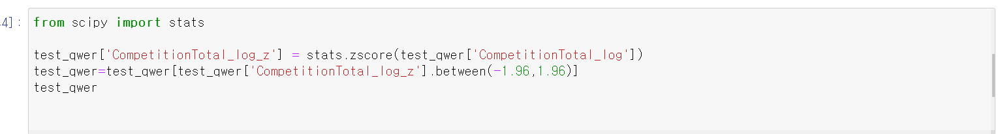 4]:
from scipy import stats
test_qwer['CompetitionTotal_log_z'] = stats.zscore(test_qwer['CompetitionTotal_log'])
test_qwer=test_qwer[test_qwer['CompetitionTotal_log_z'].between(-1.96,1.96)]
test_qwer